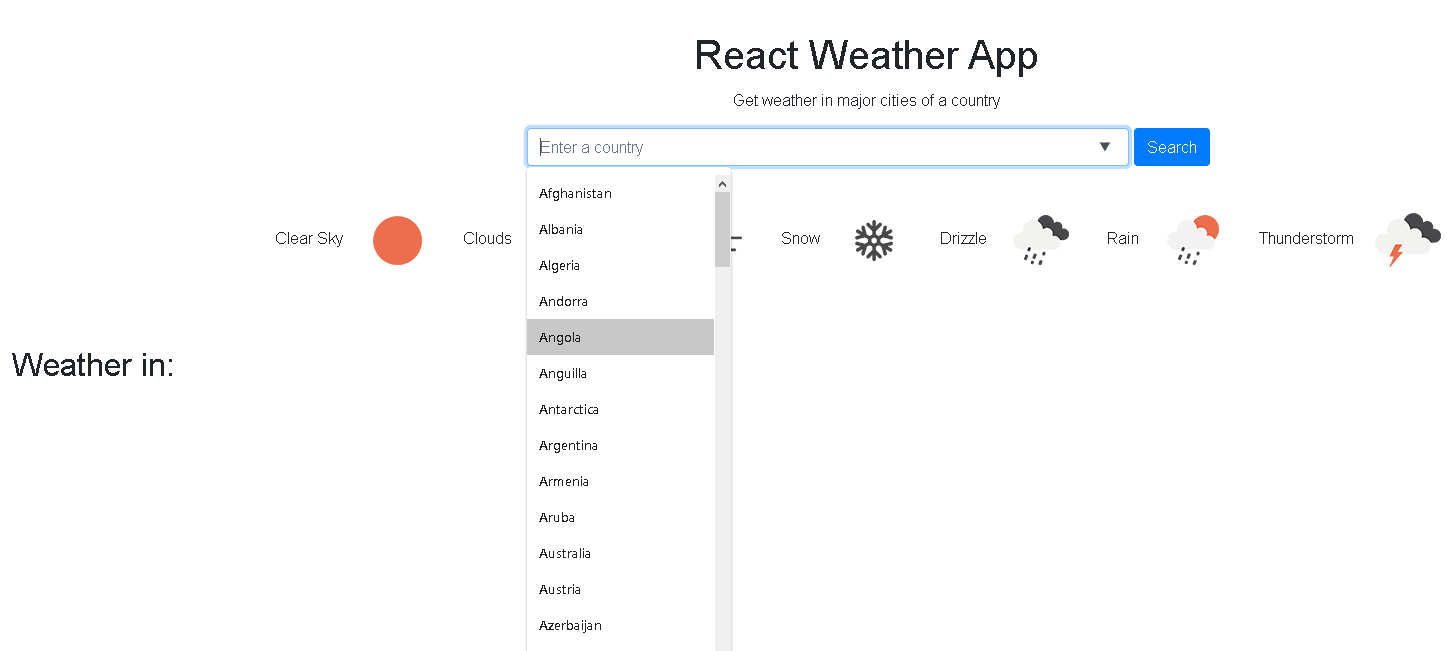 React Weather App
Get weather in major cities of a country
Enter a country
Search
Clear Sky
Clouds
Snow
Drizzle
Rain
Thunderstorm
Afghanistan
Albania
Algeria
Andorra
Angola
Anguilla
Antarctica
Argentina
Armenia
Aruba
Australia
Austria
Azerbaijan
Weather in: